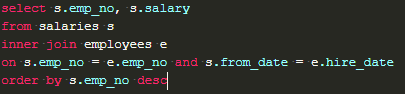 select s.emp_no, s.salary
from salaries s
inner join employees e
on s.emp_no = e.emp_no and s.from_date = e.hire_date
order by s.emp_no desc